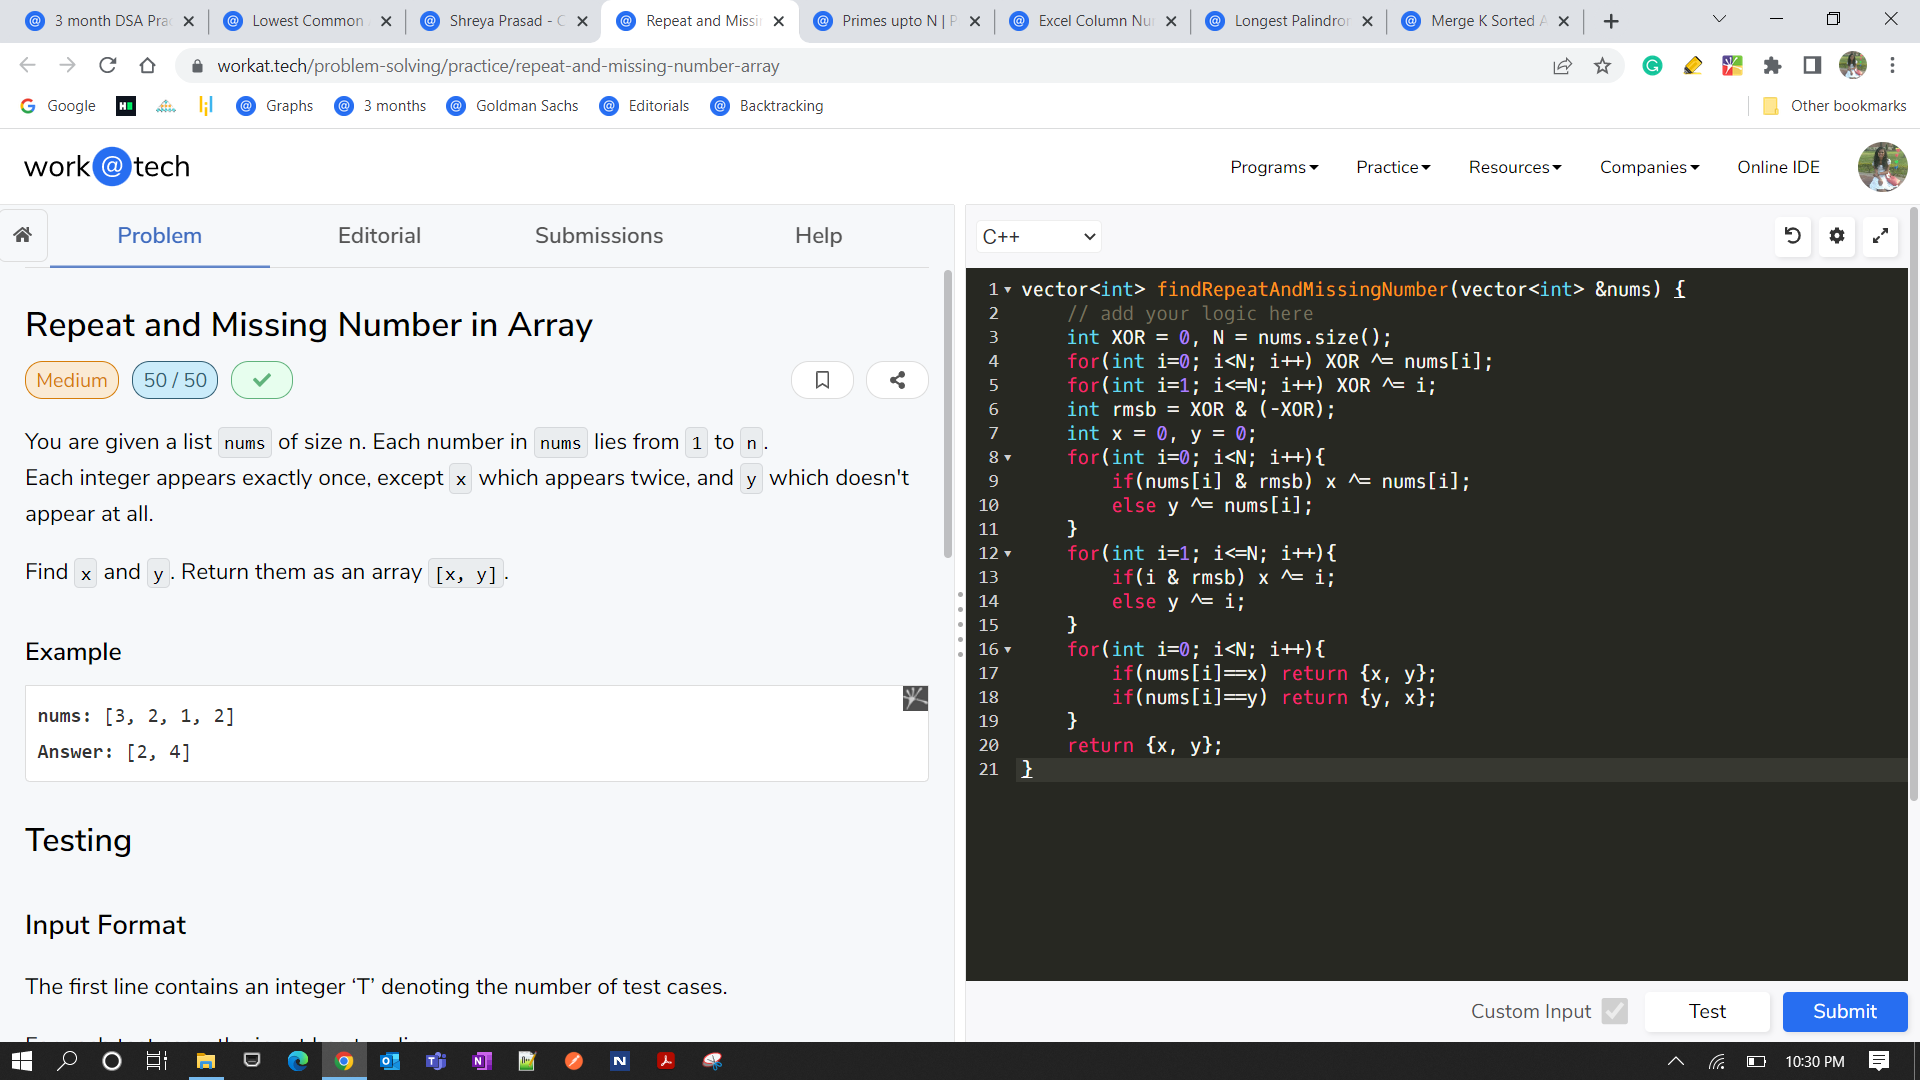 3 month DSA Pra
Lowest Common
Shreya Prasad - C
Repeat and Missi
Primes upto N | P
Excel Column Nu
Longest Palindror
Merge K Sorted A
workat.tech/problem-solving/practice/repeat-and-missing-number-array
Google
Graphs
3 months
Goldman Sachs
Editorials
Backtracking
Other bookmarks
work@tech
Programs
Practice
Resources
Companies
Online IDE
Problem
Editorial
Submissions
Help
Repeat and Missing Number in Array
Medium
50 / 50
You are given a list nums of size n. Each number in nums lies from 1 to n.
Each integer appears exactly once, except x which appears twice, and y which doesn't
appear at all.
Find x and y. Return them as an array [x, y].
Example
nums: [3, 2, 1, 2]
Answer: [2, 4]
Testing
Input Format
The first line contains an integer ‘T’ denoting the number of test cases.
C++
1 vector<int> findRepeatAndMissingNumber(vector<int> &nums) {
2 // add your logic here
3 int XOR = 0, N = nums.size();
4 for(int i=0; i<N; i++) XOR ^= nums[i];
5 for(int i=1; i<=N; i++) XOR ^= i;
6 int rmsb = XOR & (-XOR);
7 int x = 0, y = 0;
8 for(int i=0; i<N; i++){
9 if(nums[i] & rmsb) x ^= nums[i];
10 else y ^= nums[i];
11 }
12 for(int i=1; i<=N; i++){
13 if(i & rmsb) x ^= i;
14 else y ^= i;
15 }
16 for(int i=0; i<N; i++){
17 if(nums[i]==x) return {x, y};
18 if(nums[i]==y) return {y, x};
19 }
20 return {x, y};
21 }
Custom Input
Test
Submit
10:30 PM